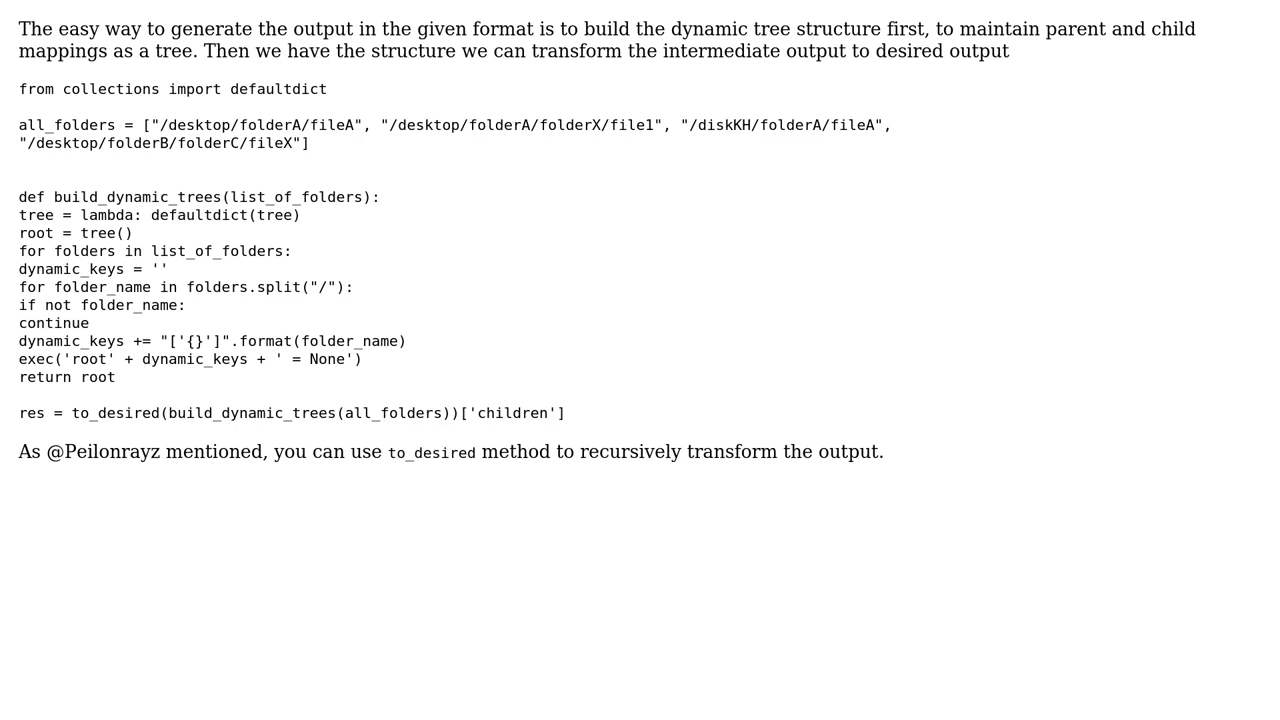 The easy way to generate the output in the given format is to build the dynamic tree structure first, to maintain parent and child
mappings as a tree. Then we have the structure we can transform the intermediate output to desired output
from collections import defaultdict
all_folders = ["/desktop/folderA/fileA", "/desktop/folderA/folderX/file1", "/diskKH/folderA/fileA",
"/desktop/folderB/folderC/fileX"]
def build_dynamic_trees(list_of_folders):
tree = lambda: defaultdict(tree)
root = tree()
for folders in list_of_folders:
dynamic_keys = ''
for folder_name in folders.split("/"):
if not folder_name:
continue
dynamic_keys += "['{}']".format(folder_name)
exec('root' + dynamic_keys + ' = None')
return root
res = to_desired(build_dynamic_trees(all_folders))['children']
As @Peilonrayz mentioned, you can use to_desired method to recursively transform the output.